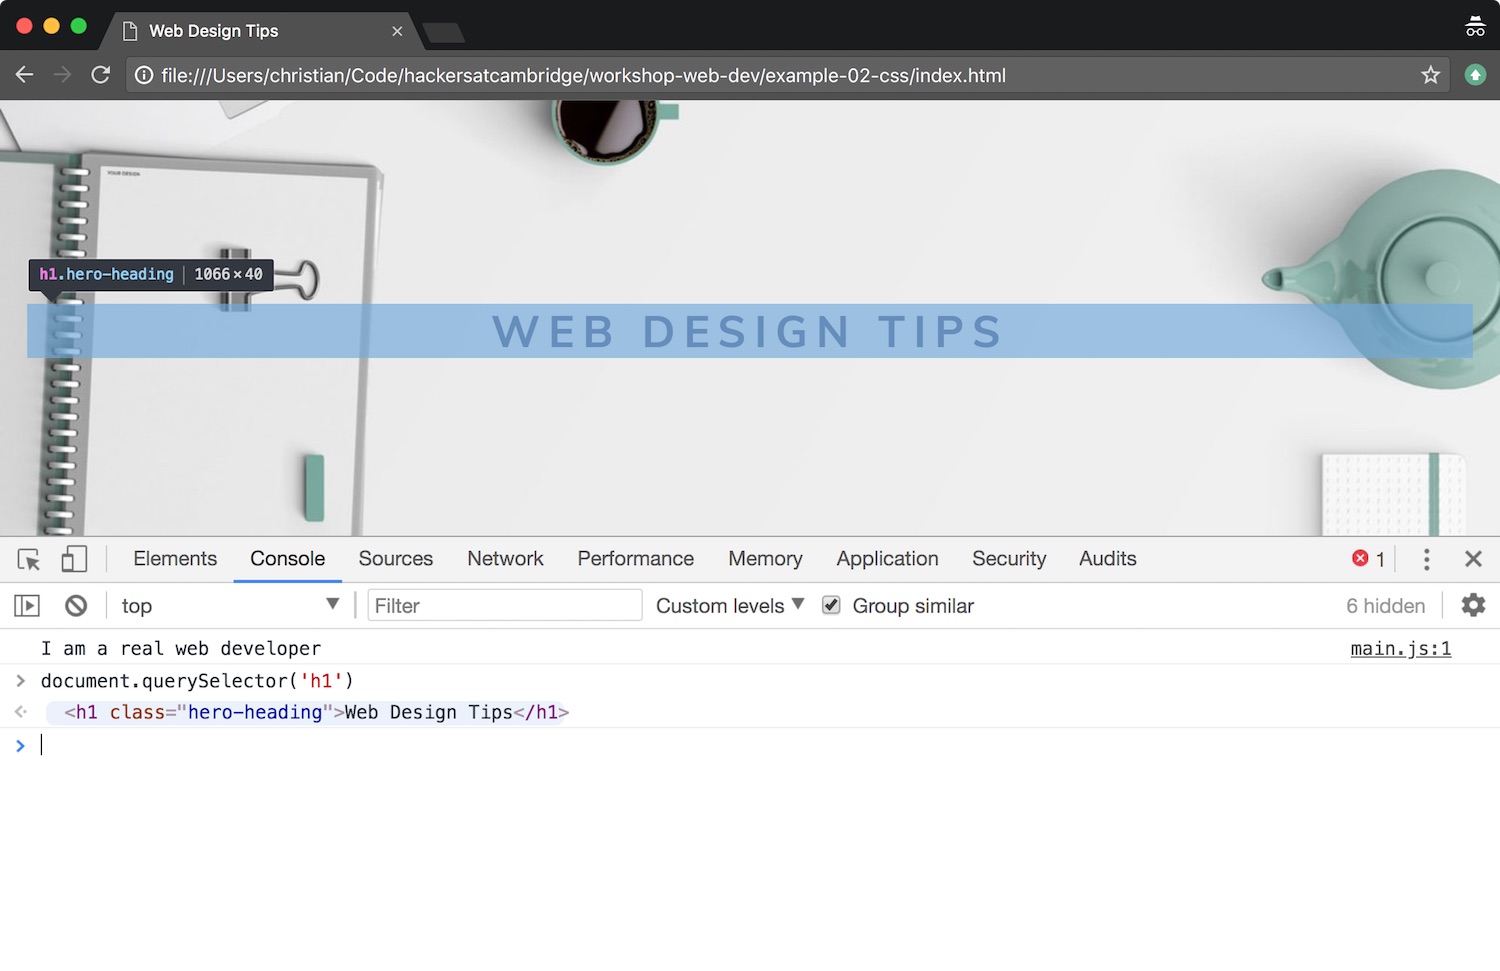 Web Design Tips
file:///Users/christian/Code/hackersatcambridge/workshop-web-dev/example-02-css/index.html
YOUR DESIGN
h1.hero-heading 1066×40
WEB DESIGN TIPS
Elements Console Sources Network Performance Memory Application Security Audits 1
top Filter Custom levels Group similar 6 hidden
I am a real web developer main.js:1
document.querySelector('h1')
<h1 class="hero-heading">Web Design Tips</h1>